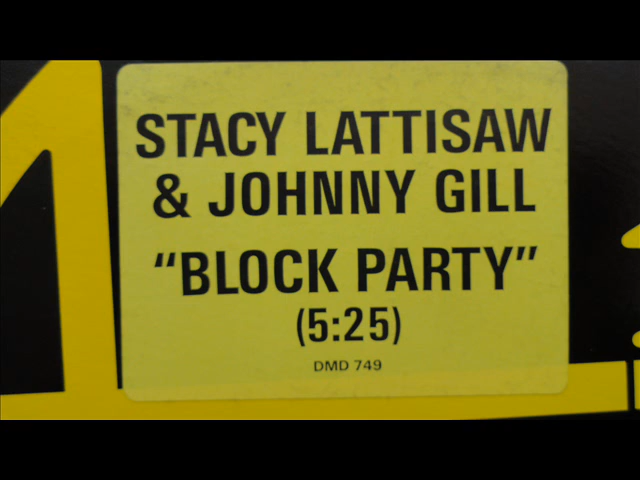 STACY LATTISAW
& JOHNNY GILL
“BLOCK PARTY”
(5:25)
DMD 749